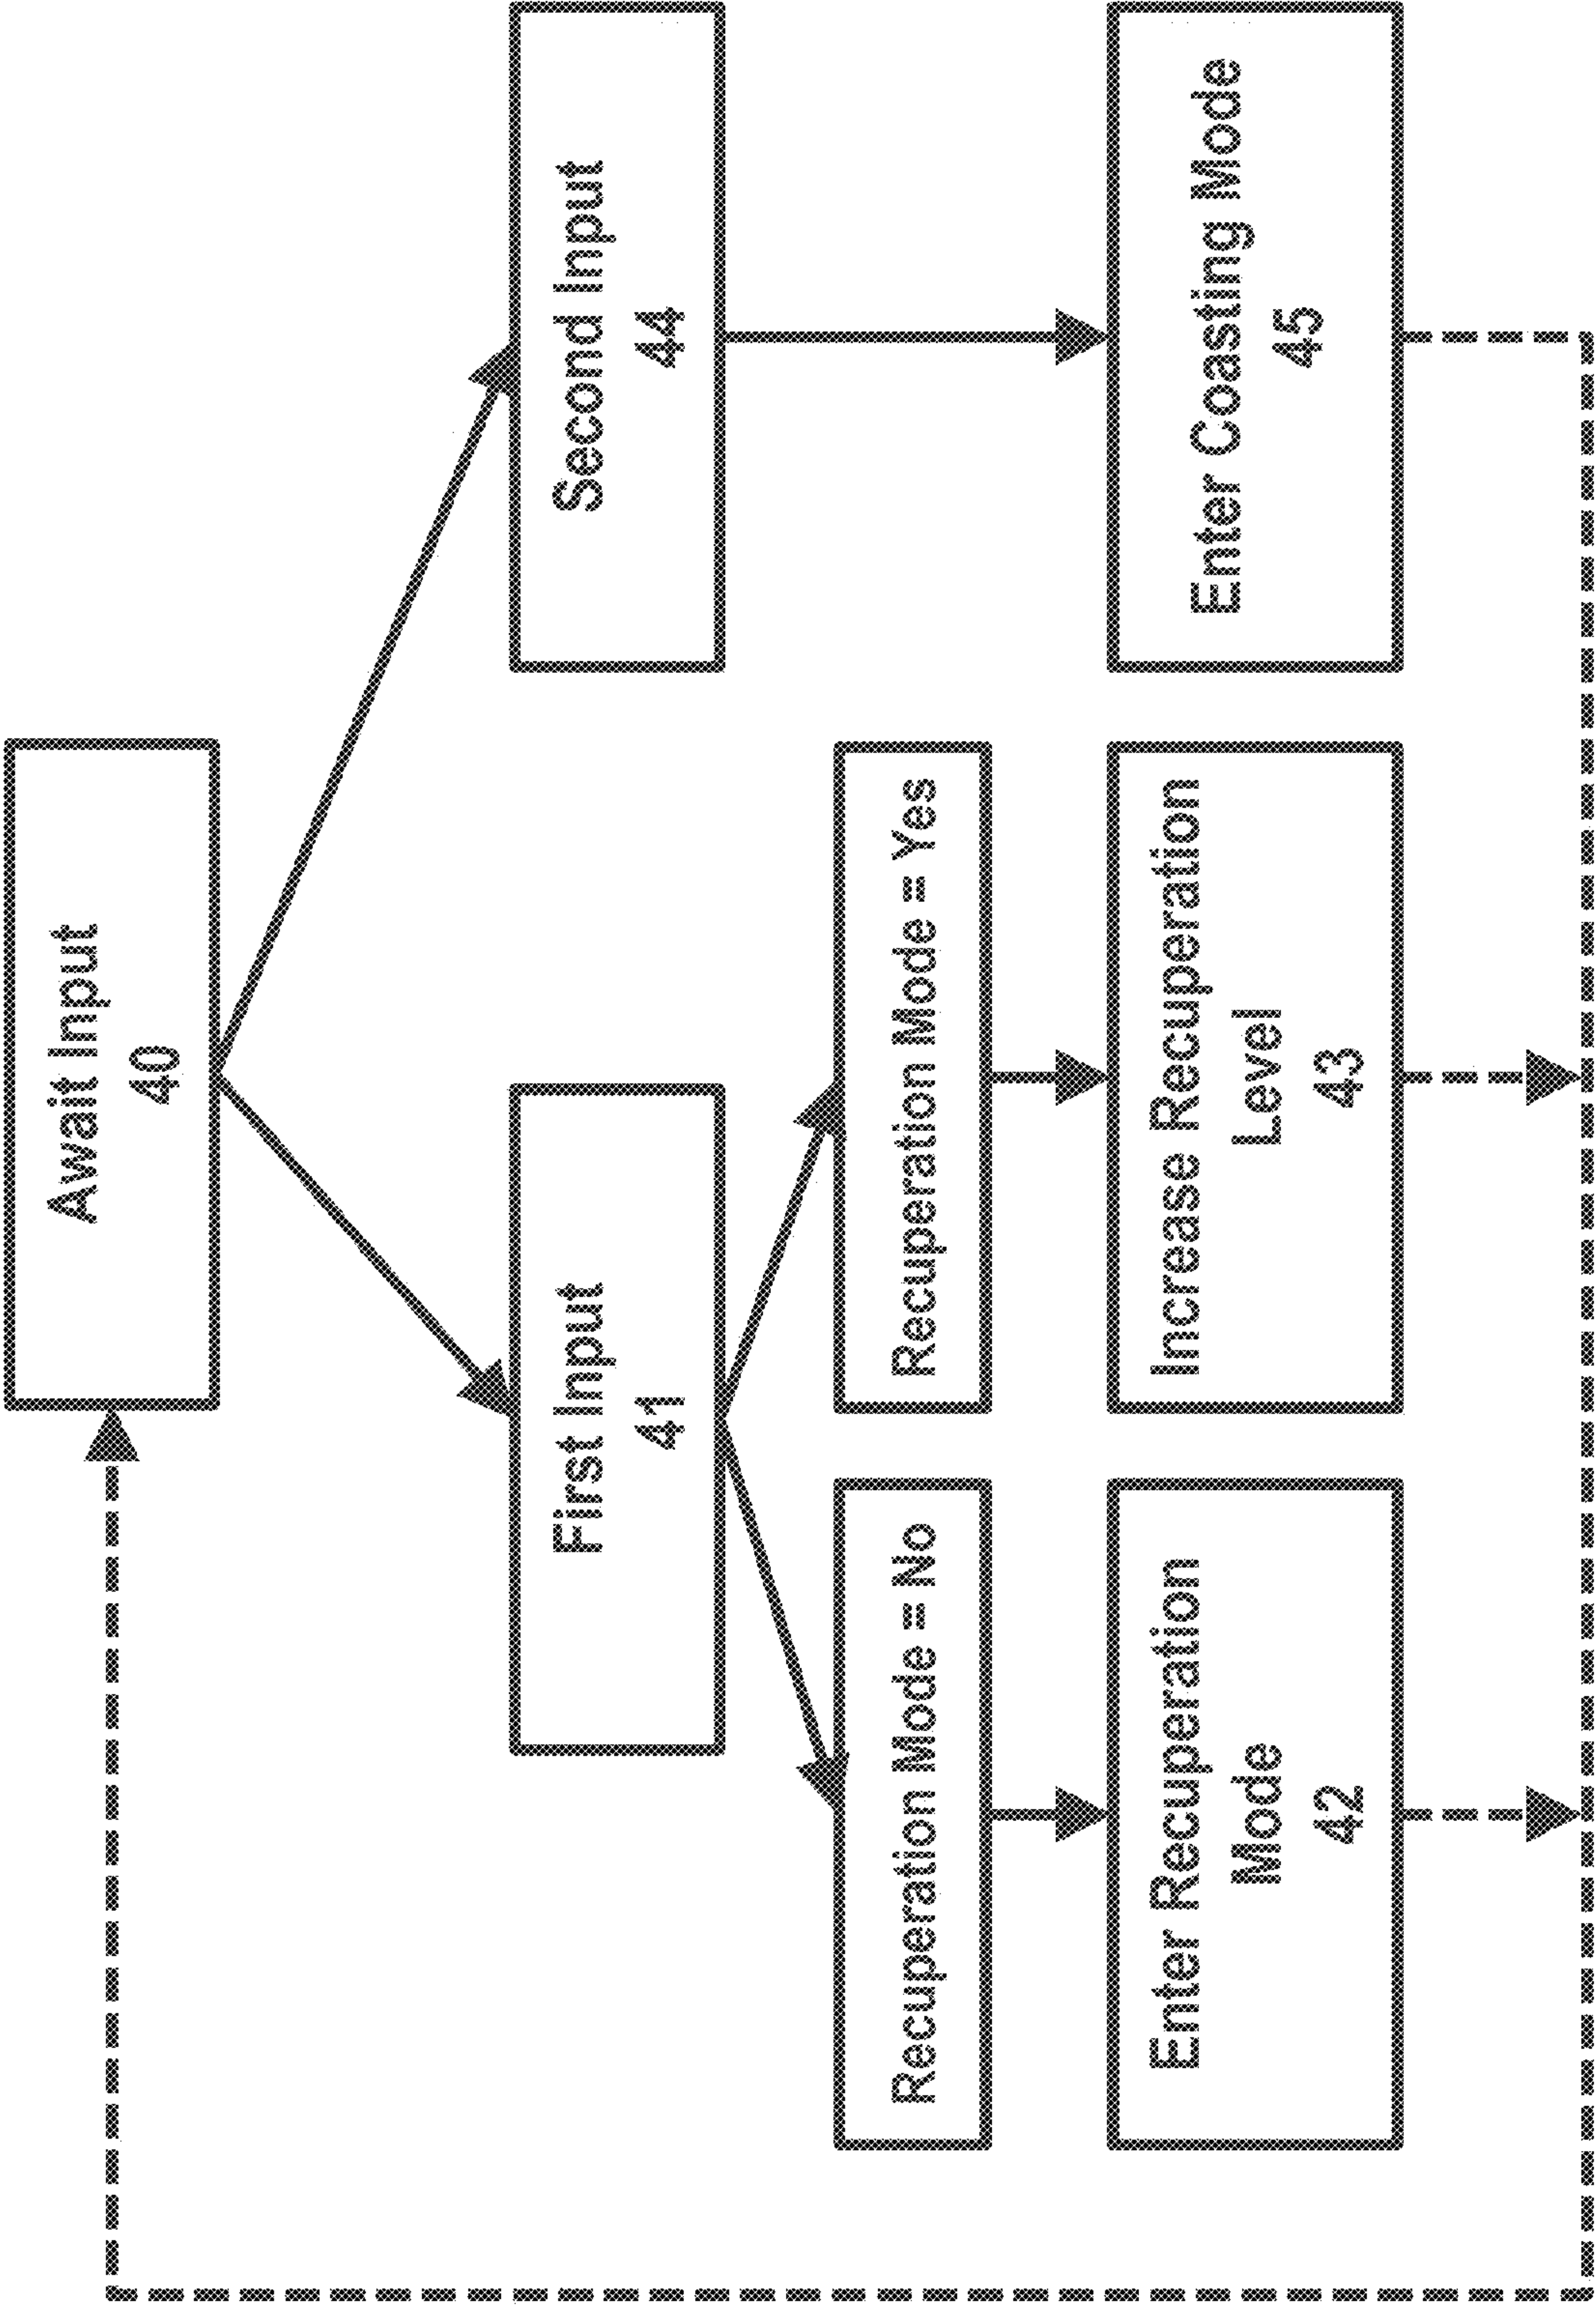 Await Input
40
First Input
41
Second Input
44
Recuperation Mode = No
Recuperation Mode = Yes
Enter Recuperation
Mode
42
Increase Recuperation
Level
43
Enter Coasting Mode
45